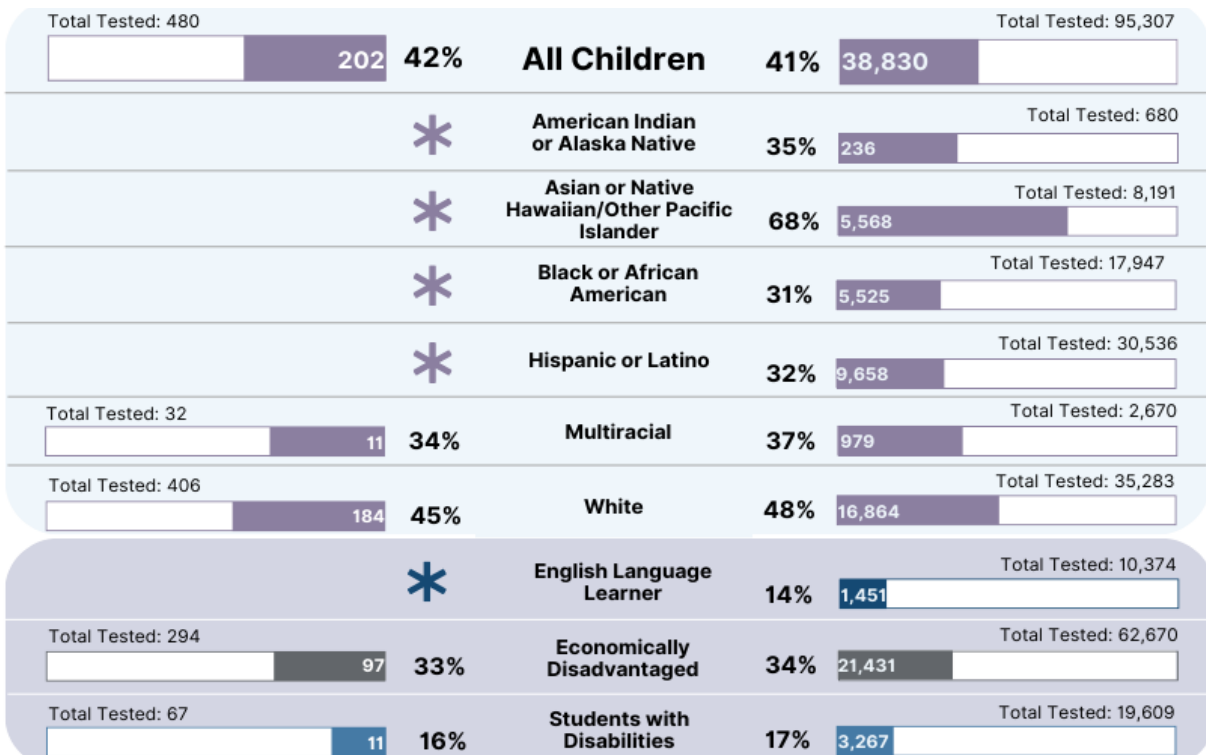 Total Tested: 480
Total Tested: 95,307
202 42% All Children 41% 38,830
American Indian
or Alaska Native
Total Tested: 680
35% 236
Asian or Native
Hawaiian/Other Pacific
Islander
Total Tested: 8,191
68% 5,568
Black or African
American
Total Tested: 17,947
31% 5,525
Hispanic or Latino
Total Tested: 30,536
32% 9,658
Total Tested: 32
Total Tested: 2,670
11 34% Multiracial 37% 979
Total Tested: 406
Total Tested: 35,283
184 45% White 48% 16,864
English Language
Learner
Total Tested: 10,374
14% 1,451
Total Tested: 294
Total Tested: 62,670
97 33% Economically
Disadvantaged 34% 21,431
Total Tested: 67
Total Tested: 19,609
11 16% Students with
Disabilities 17% 3,267